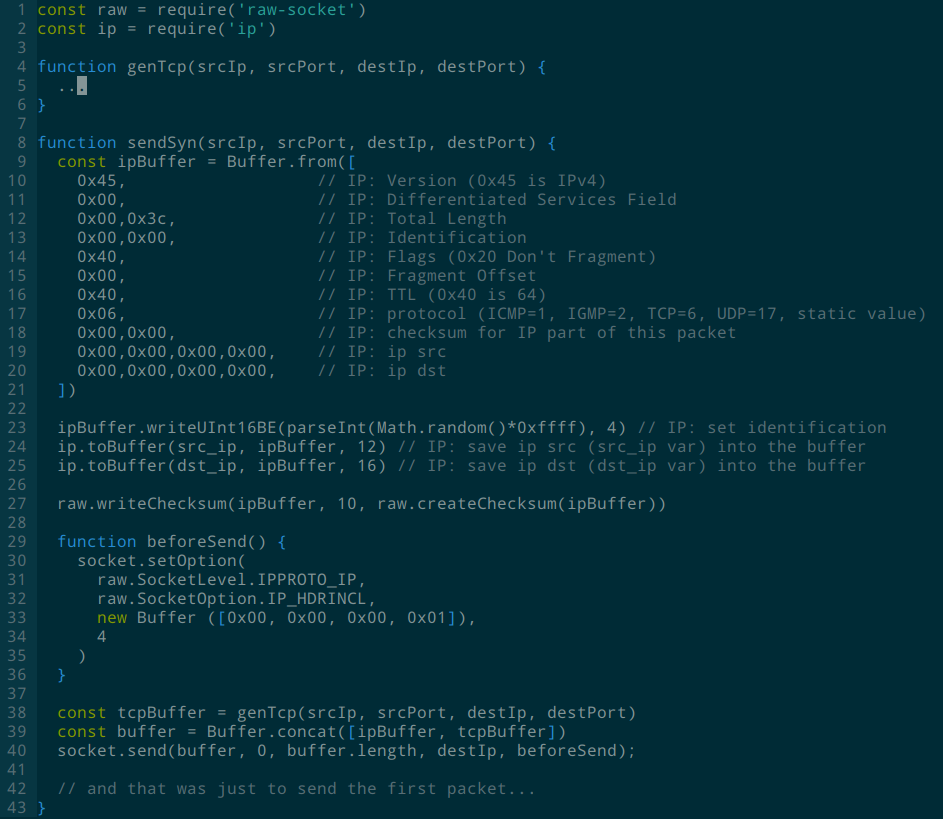 1 const raw = require('raw-socket')
2 const ip = require('ip')
3
4 function genTcp(srcIp, srcPort, destIp, destPort) {
5   ...
6 }
7
8 function sendSyn(srcIp, srcPort, destIp, destPort) {
9   const ipBuffer = Buffer.from([
10     0x45,                   // IP: Version (0x45 is IPv4)
11     0x00,                   // IP: Differentiated Services Field
12     0x00,0x3c,              // IP: Total Length
13     0x00,0x00,              // IP: Identification
14     0x40,                   // IP: Flags (0x20 Don't Fragment)
15     0x00,                   // IP: Fragment Offset
16     0x40,                   // IP: TTL (0x40 is 64)
17     0x06,                   // IP: protocol (ICMP=1, IGMP=2, TCP=6, UDP=17, static value)
18     0x00,0x00,              // IP: checksum for IP part of this packet
19     0x00,0x00,0x00,0x00,    // IP: ip src
20     0x00,0x00,0x00,0x00,    // IP: ip dst
21   ])
22
23   ipBuffer.writeUInt16BE(parseInt(Math.random()*0xffff), 4) // IP: set identification
24   ip.toBuffer(src_ip, ipBuffer, 12) // IP: save ip src (src_ip var) into the buffer
25   ip.toBuffer(dst_ip, ipBuffer, 16) // IP: save ip dst (dst_ip var) into the buffer
26
27   raw.writeChecksum(ipBuffer, 10, raw.createChecksum(ipBuffer))
28
29   function beforeSend() {
30     socket.setOption(
31       raw.SocketLevel.IPPROTO_IP,
32       raw.SocketOption.IP_HDRINCL,
33       new Buffer ([0x00, 0x00, 0x00, 0x01]),
34       4
35     )
36   }
37
38   const tcpBuffer = genTcp(srcIp, srcPort, destIp, destPort)
39   const buffer = Buffer.concat([ipBuffer, tcpBuffer])
40   socket.send(buffer, 0, buffer.length, destIp, beforeSend);
41
42   // and that was just to send the first packet...
43 }